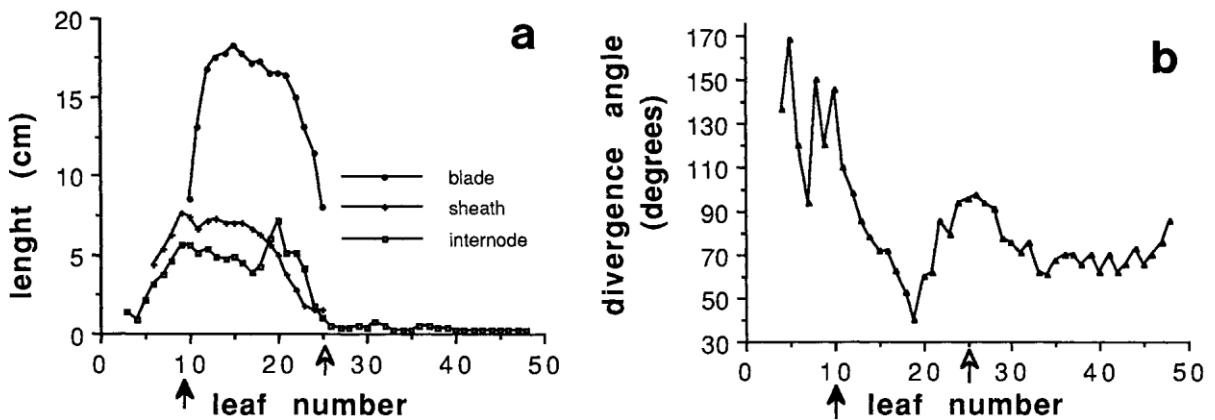 a
20
15
10
5
0
lenght (cm)
blade
sheath
internode
0 10 20 30 40 50
leaf number
b
170
150
130
110
90
70
50
30
divergence angle
(degrees)
0 10 20 30 40 50
leaf number